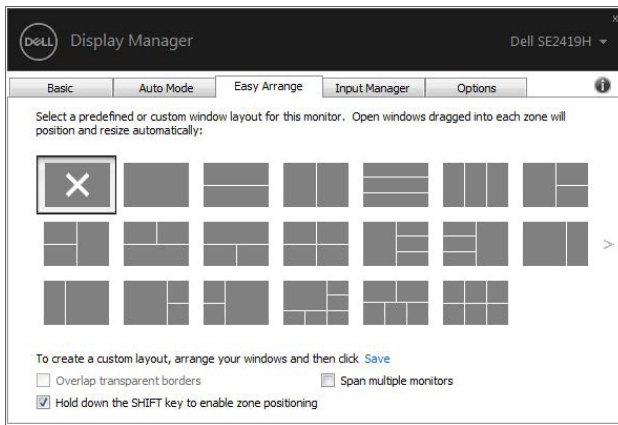 DELL
Display Manager
Dell SE2419H
Basic
Auto Mode
Easy Arrange
Input Manager
Options
Select a predefined or custom window layout for this monitor. Open windows dragged into each zone will
position and resize automatically:
To create a custom layout, arrange your windows and then click Save
Overlap transparent borders
Span multiple monitors
Hold down the SHIFT key to enable zone positioning